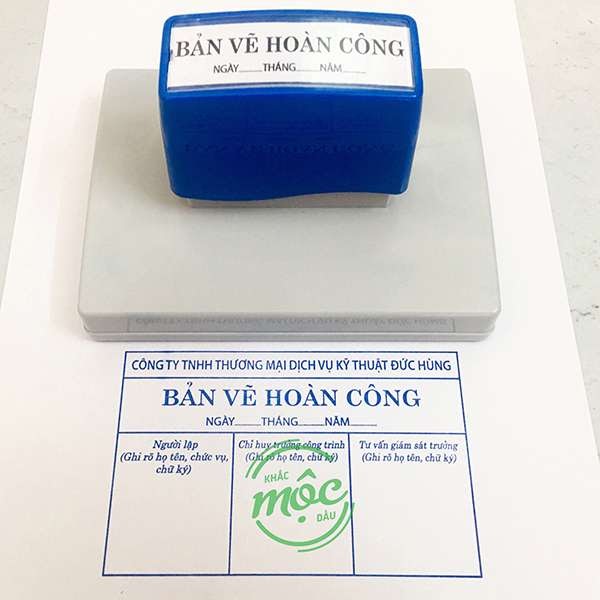 BẢN VẼ HOÀN CÔNG
NGÀY......THÁNG......NĂM......
CÔNG TY TNHH THƯƠNG MẠI DỊCH VỤ KỸ THUẬT ĐỨC HÙNG
BẢN VẼ HOÀN CÔNG
NGÀY......THÁNG......NĂM......
Người lập
(Ghi rõ họ tên, chức vụ,
chữ ký)
Chỉ huy trưởng công trình
(Ghi rõ họ tên, chữ ký)
Tư vấn giám sát trưởng
(Ghi rõ họ tên, chữ ký)
KHẮC
mộc
DẤU